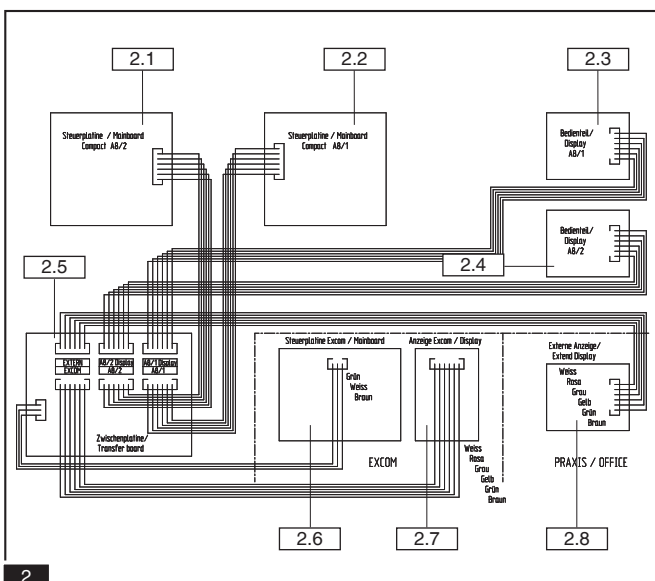 2.1
2.2
2.3
Steuerplatine / Mainboard
Compact AB/2
Steuerplatine / Mainboard
Compact AB/1
Bedienteil/
Display
AB/1
Bedienteil/
Display
AB/2
2.4
2.5
EXTERN
EXCOM
AB/2 Display
AB/2
AB/1 Display
AB/1
Zwischenplatine/
Transfer board
Steuerplatine Excom / Mainboard
Grün
Weiss
Braun
Anzeige Excom / Display
Weiss
Rosa
Grau
Gelb
Grün
Braun
EXCOM
Externe Anzeige/
Extend Display
Weiss
Rosa
Grau
Gelb
Grün
Braun
PRAXIS / OFFICE
2.6
2.7
2.8
2